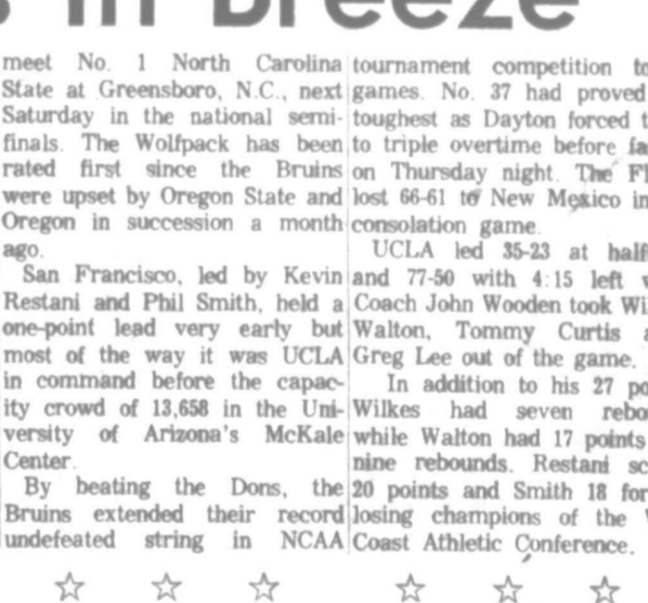 in Breeze
meet No. 1 North Carolina
State at Greensboro, N.C., next
Saturday in the national semi-
finals. The Wolfpack has been
rated first since the Bruins
were upset by Oregon State and
Oregon in succession a month
ago.
San Francisco, led by Kevin
Restani and Phil Smith, held a
one-point lead very early but
most of the way it was UCLA
in command before the capac-
ity crowd of 13,658 in the Uni-
versity of Arizona's McKale
Center.
By beating the Dons, the
Bruins extended their record
undefeated string in NCAA
tournament competition to
games. No. 37 had proved
toughest as Dayton forced
to triple overtime before
on Thursday night. The
lost 66-61 to New Mexico in
consolation game.
UCLA led 35-23 at
and 77-50 with 4:15 left
Coach John Wooden took
Walton, Tommy Curtis
Greg Lee out of the game.
In addition to his 27
Wilkes had seven
while Walton had 17 points
nine rebounds. Restani
20 points and Smith 18 for
losing champions of the
Coast Athletic Conference.